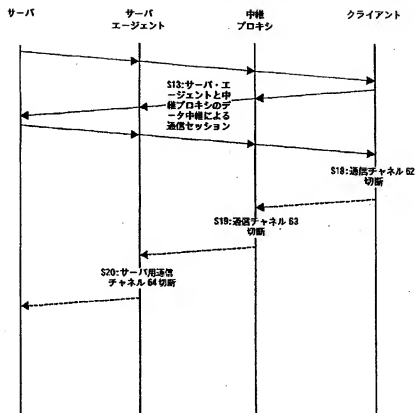 サーバ
サーバ
エージェント
中継
プロキシ
クライアント
S13:サーバ・エ
ージェントと中
継プロキシのデ
ータ中継による
通信セッション
S18:通信チャネル 62
切断
S19:通信チャネル 63
切断
S20:サーバ用通信
チャネル 64切断